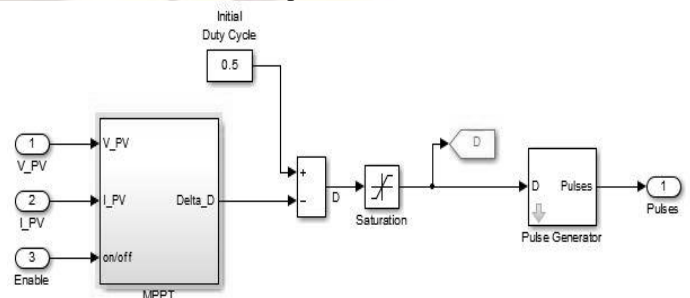 Initial
Duty Cycle
0.5
1
V_PV
V_PV
2
I_PV
I_PV
Delta_D
3
Enable
on/off
MPPT
+
−
D
Saturation
D
D
Pulses
Pulse Generator
1
Pulses